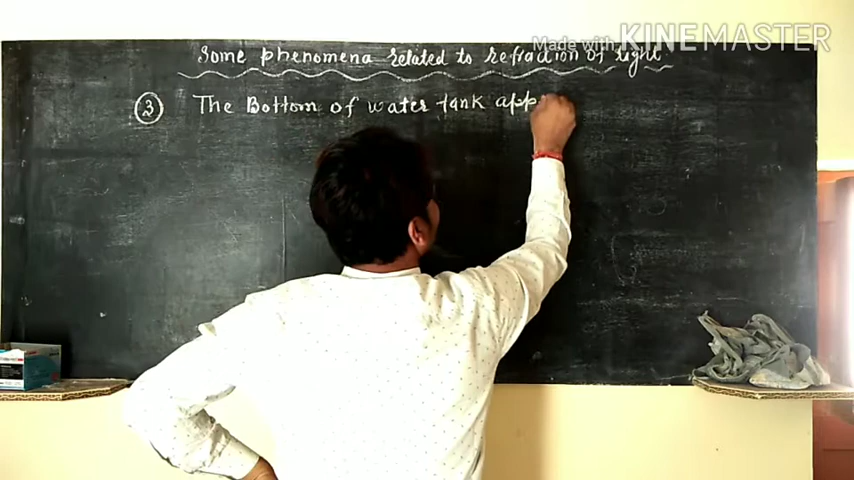 Made with KINEMASTER
Some phenomena related to refraction of light
3 The Bottom of water tank app